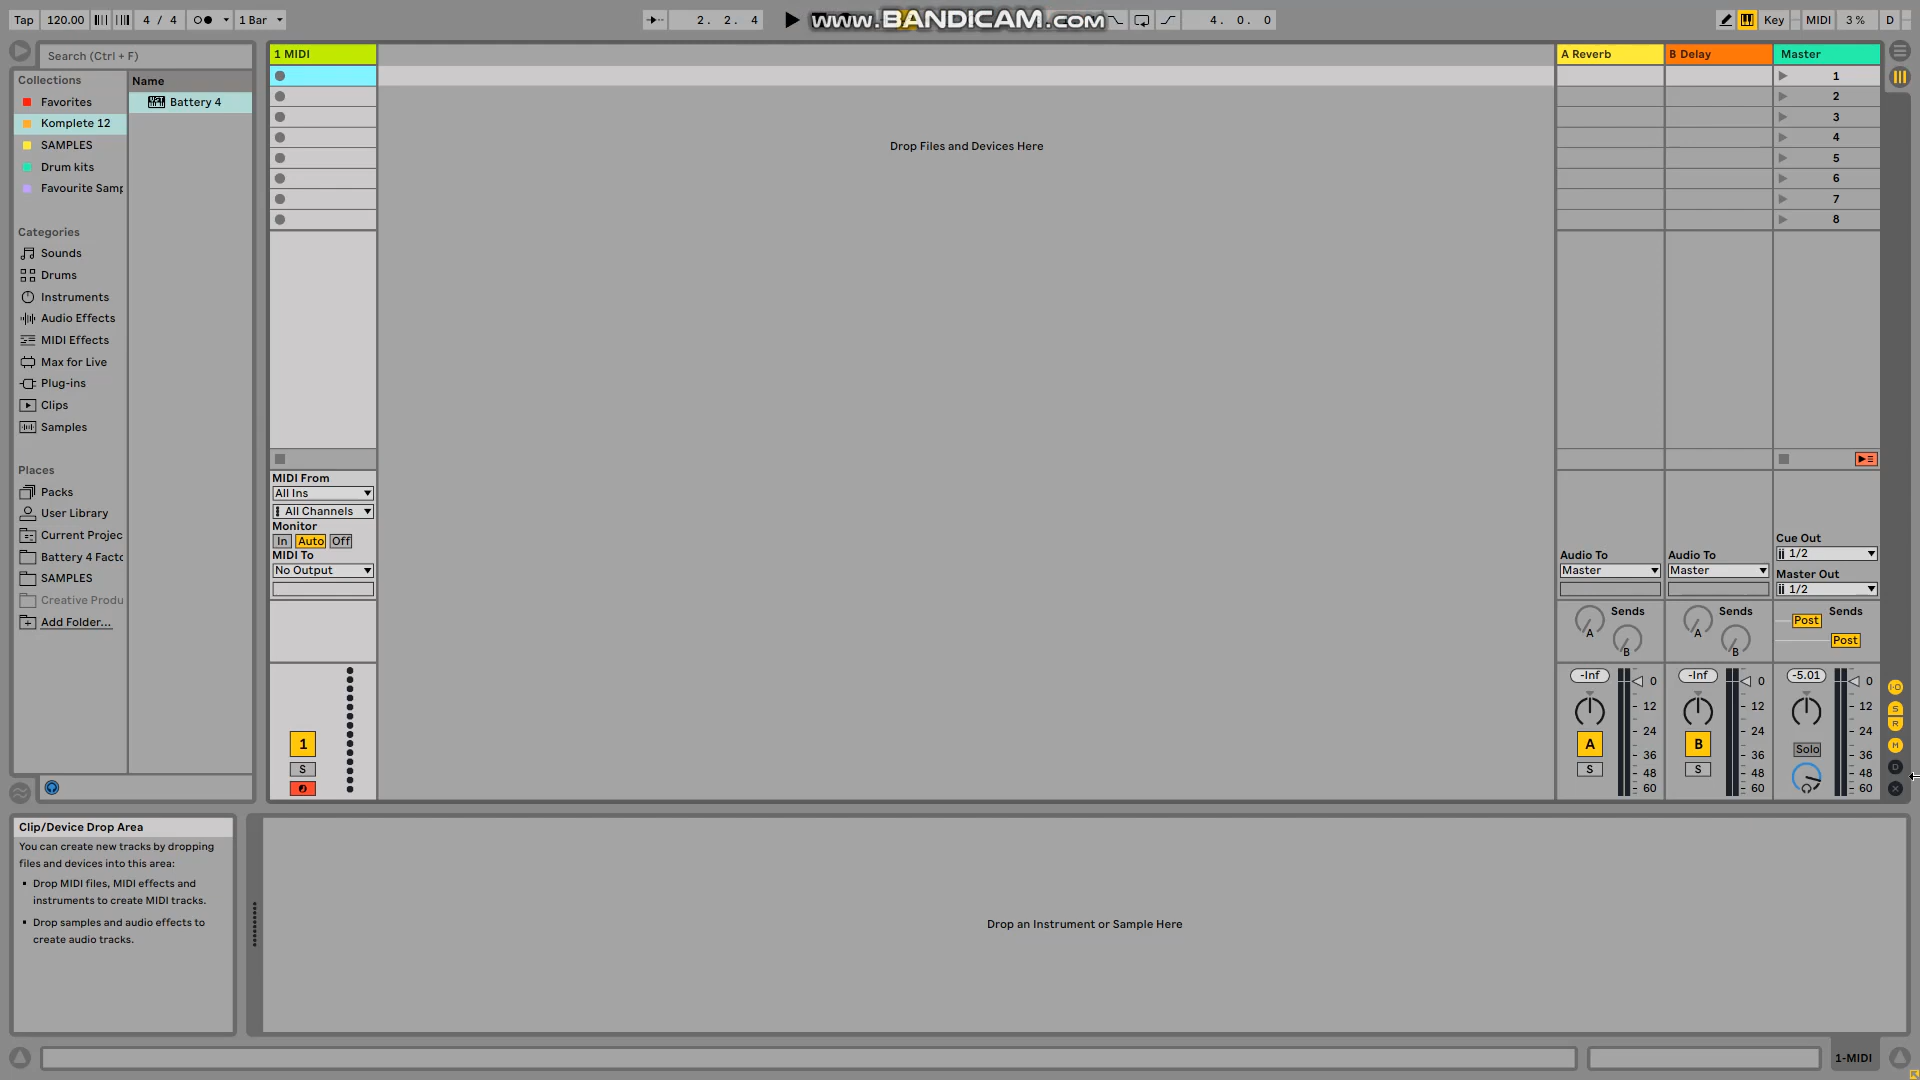 Tap 120.00 4 / 4 1 Bar 2. 2. 4 www.BANDICAM.com 4. 0. 0 Key MIDI 3 % D
Search (Ctrl + F)
Collections
Favorites
Komplete 12
SAMPLES
Drum kits
Favourite Samp
Categories
Sounds
Drums
Instruments
Audio Effects
MIDI Effects
Max for Live
Plug-ins
Clips
Samples
Places
Packs
User Library
Current Projec
Battery 4 Facto
SAMPLES
Creative Produ
Add Folder...
Name
Battery 4
1 MIDI
MIDI From
All Ins
All Channels
Monitor
In Auto Off
MIDI To
No Output
1
S
Drop Files and Devices Here
A Reverb
Audio To
Master
Sends
A
B
-Inf
0
12
24
36
48
60
A
S
B Delay
Audio To
Master
Sends
A
B
-Inf
0
12
24
36
48
60
B
S
Master
1
2
3
4
5
6
7
8
Cue Out
1/2
Master Out
1/2
Sends
Post
Post
-5.01
0
12
24
36
48
60
Solo
I·O
S
R
M
D
X
Clip/Device Drop Area
You can create new tracks by dropping
files and devices into this area:
Drop MIDI files, MIDI effects and
instruments to create MIDI tracks.
Drop samples and audio effects to
create audio tracks.
Drop an Instrument or Sample Here
1-MIDI